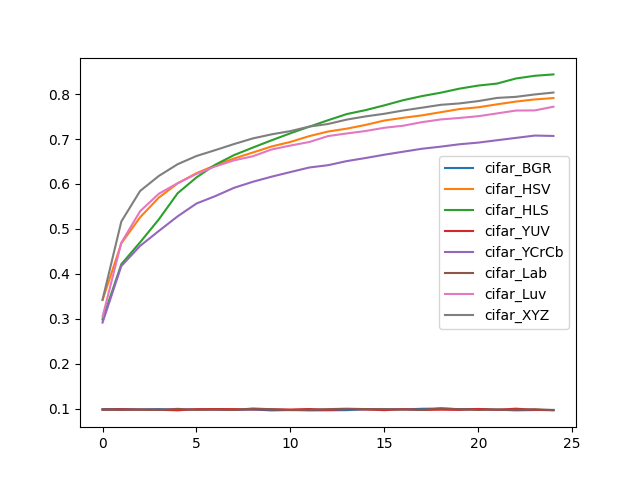 0.8
0.7
0.6
0.5
0.4
0.3
0.2
0.1
0 5 10 15 20 25
cifar_BGR
cifar_HSV
cifar_HLS
cifar_YUV
cifar_YCrCb
cifar_Lab
cifar_Luv
cifar_XYZ